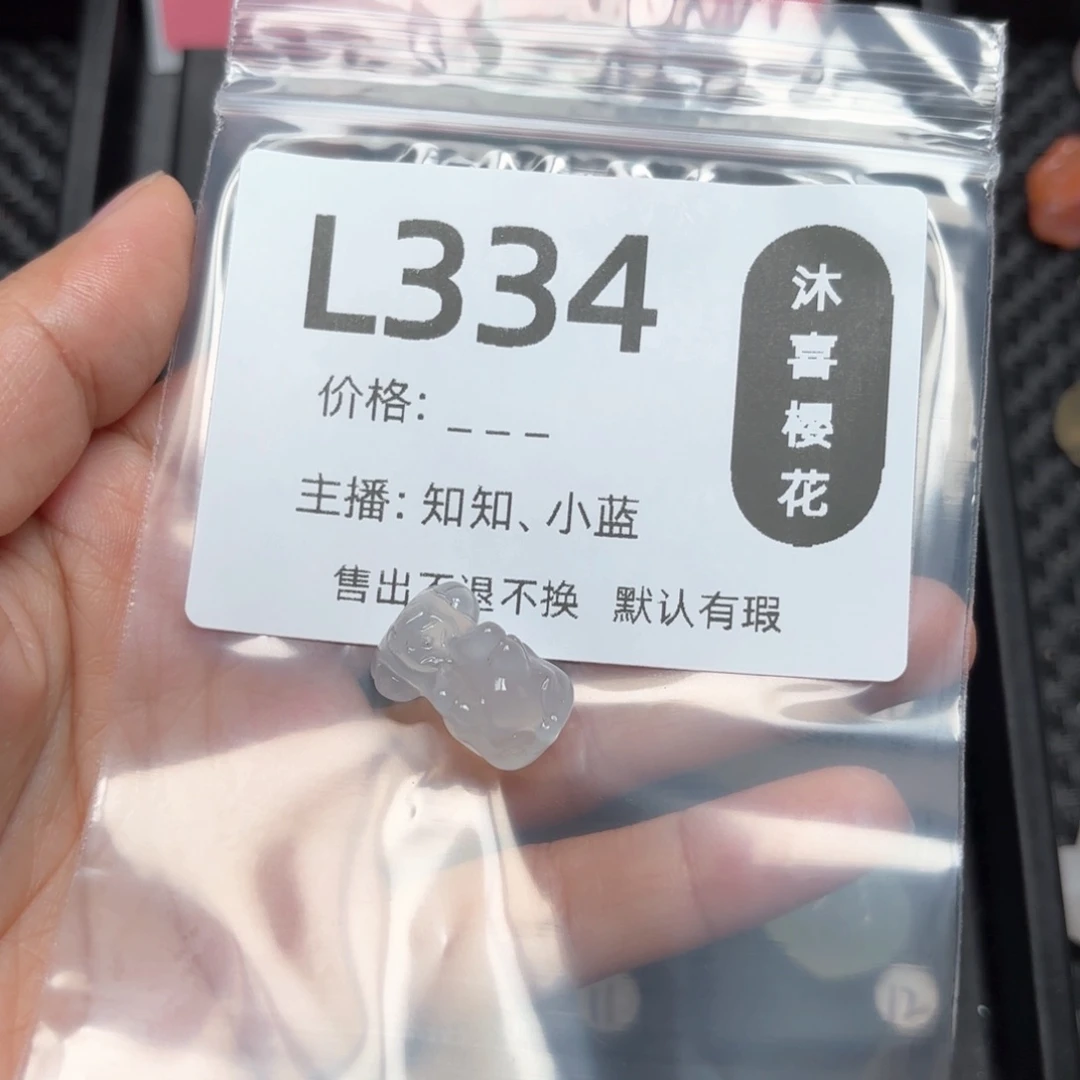 L334
价格: _ _ _
主播: 知知、小蓝
售出不退不换 默认有瑕
沐喜樱花
12